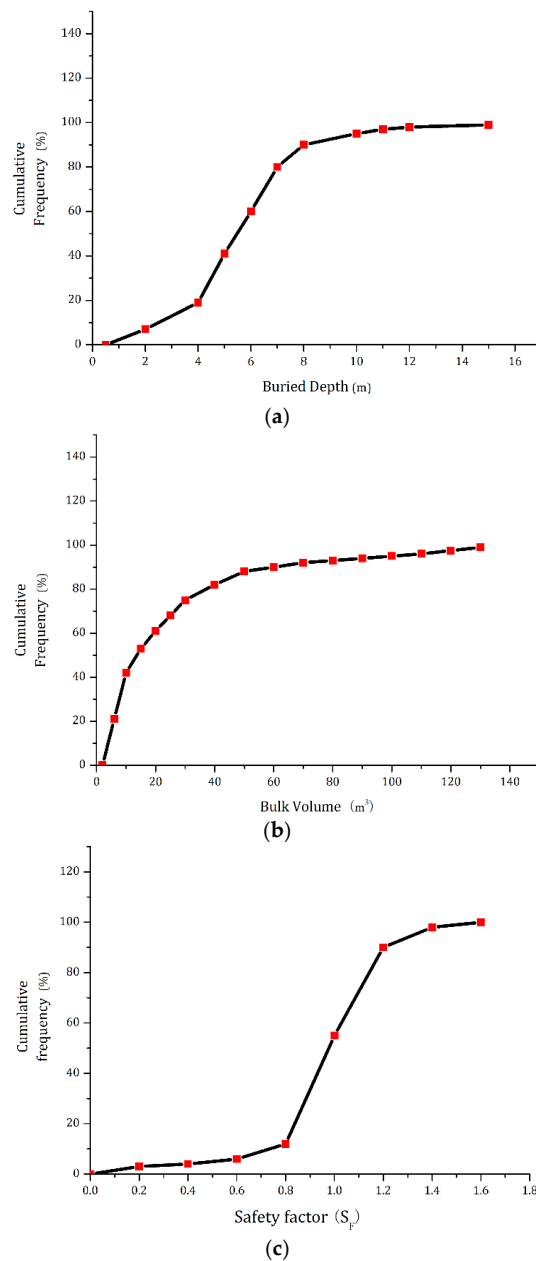 140
120
100
80
60
40
20
0
Cumulative
Frequency (%)
0 2 4 6 8 10 12 14 16
Buried Depth (m)
(a)
140
120
100
80
60
40
20
0
Cumulative
Frequency (%)
0 20 40 60 80 100 120 140
Bulk Volume (m³)
(b)
120
100
80
60
40
20
0
Cumulative
frequency (%)
0.0 0.2 0.4 0.6 0.8 1.0 1.2 1.4 1.6 1.8
Safety factor (S_F)
(c)